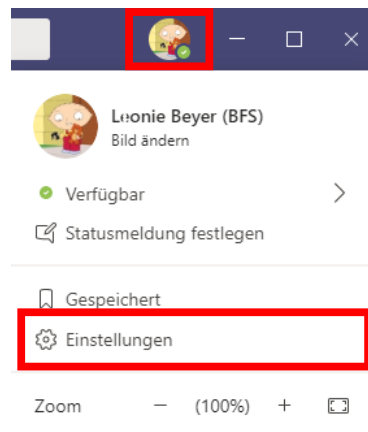 Leonie Beyer (BFS)
Bild ändern
Verfügbar
Statusmeldung festlegen
Gespeichert
Einstellungen
Zoom — (100%) +